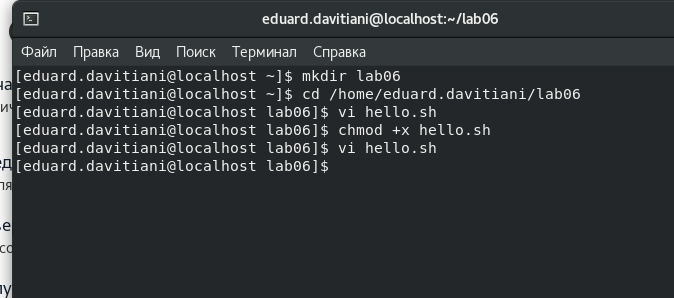 eduard.davitiani@localhost:~/lab06
Файл Правка Вид Поиск Терминал Справка
[eduard.davitiani@localhost ~]$ mkdir lab06
[eduard.davitiani@localhost ~]$ cd /home/eduard.davitiani/lab06
[eduard.davitiani@localhost lab06]$ vi hello.sh
[eduard.davitiani@localhost lab06]$ chmod +x hello.sh
[eduard.davitiani@localhost lab06]$ vi hello.sh
[eduard.davitiani@localhost lab06]$